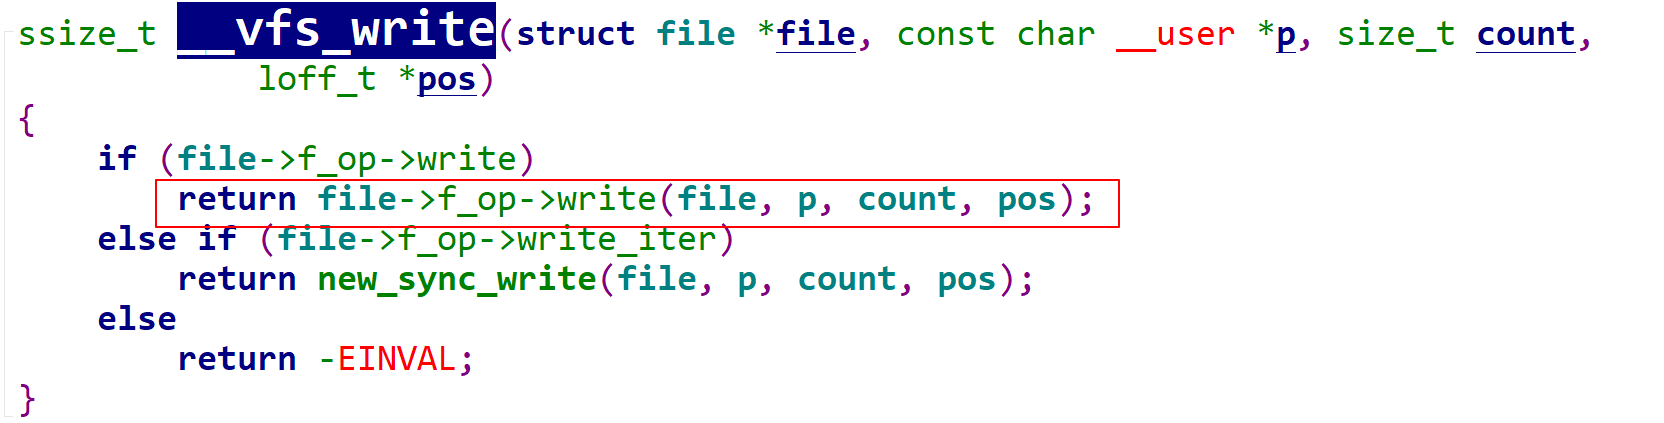 ssize_t __vfs_write(struct file *file, const char __user *p, size_t count,
            loff_t *pos)
{
    if (file->f_op->write)
        return file->f_op->write(file, p, count, pos);
    else if (file->f_op->write_iter)
        return new_sync_write(file, p, count, pos);
    else
        return -EINVAL;
}